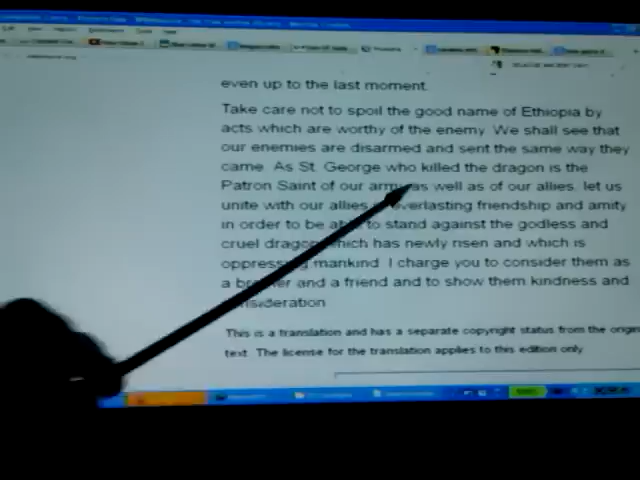 even up to the last moment.
Take care not to spoil the good name of Ethiopia by
acts which are worthy of the enemy. We shall see that
our enemies are disarmed and sent the same way they
came. As St. George who killed the dragon is the
Patron Saint of our army as well as of our allies, let us
unite with our allies everlasting friendship and amity
in order to be able to stand against the godless and
cruel dragon which has newly risen and which is
oppressing mankind. I charge you to consider them as
a brother and a friend and to show them kindness and
consideration
This is a translation and has a separate copyright status from the origin
text. The license for the translation applies to this edition only